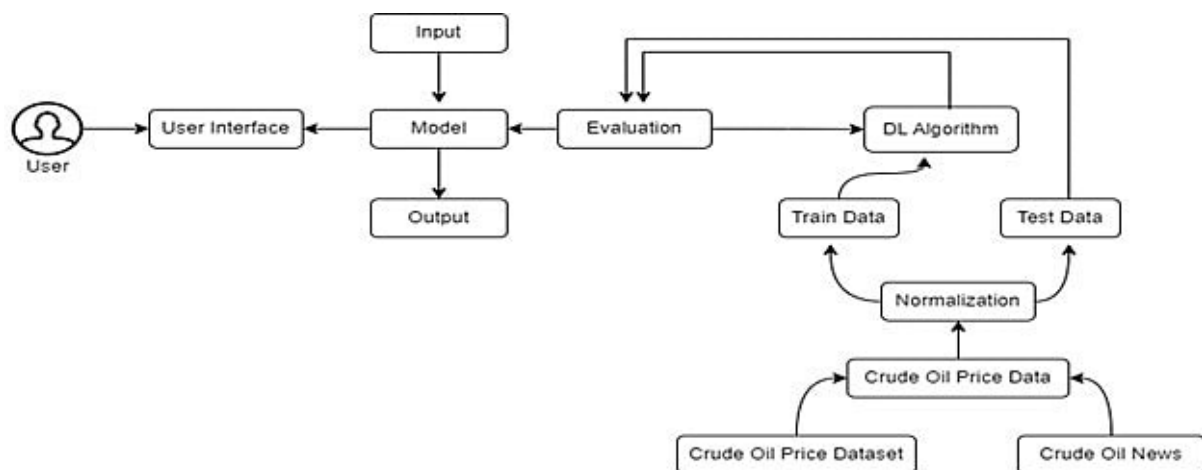 Input
User Interface
Model
Evaluation
DL Algorithm
User
Output
Train Data
Test Data
Normalization
Crude Oil Price Data
Crude Oil Price Dataset
Crude Oil News